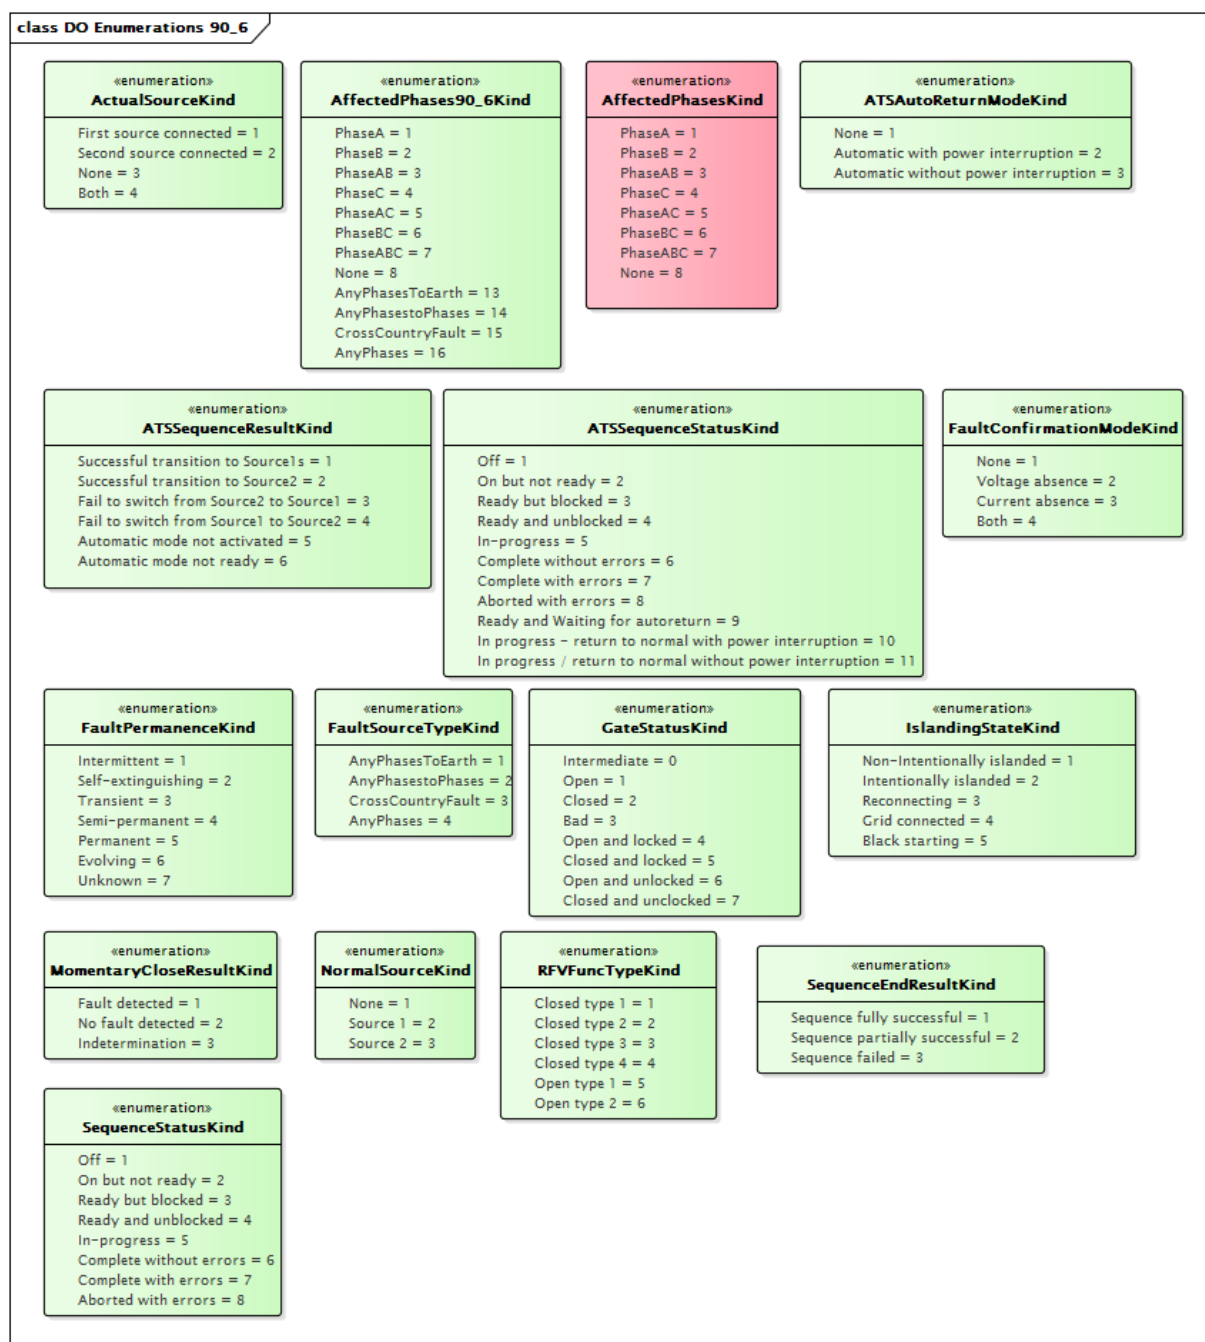 class DO Enumerations 90_6
«enumeration»
ActualSourceKind
First source connected = 1
Second source connected = 2
None = 3
Both = 4
«enumeration»
AffectedPhases90_6Kind
PhaseA = 1
PhaseB = 2
PhaseAB = 3
PhaseC = 4
PhaseAC = 5
PhaseBC = 6
PhaseABC = 7
None = 8
AnyPhasesToEarth = 13
AnyPhasestoPhases = 14
CrossCountryFault = 15
AnyPhases = 16
«enumeration»
AffectedPhasesKind
PhaseA = 1
PhaseB = 2
PhaseAB = 3
PhaseC = 4
PhaseAC = 5
PhaseBC = 6
PhaseABC = 7
None = 8
«enumeration»
ATSAutoReturnModeKind
None = 1
Automatic with power interruption = 2
Automatic without power interruption = 3
«enumeration»
ATSSequenceResultKind
Successful transition to Source1s = 1
Successful transition to Source2 = 2
Fail to switch from Source2 to Source1 = 3
Fail to switch from Source1 to Source2 = 4
Automatic mode not activated = 5
Automatic mode not ready = 6
«enumeration»
ATSSequenceStatusKind
Off = 1
On but not ready = 2
Ready but blocked = 3
Ready and unblocked = 4
In-progress = 5
Complete without errors = 6
Complete with errors = 7
Aborted with errors = 8
Ready and Waiting for autoreturn = 9
In progress - return to normal with power interruption = 10
In progress / return to normal without power interruption = 11
«enumeration»
FaultConfirmationModeKind
None = 1
Voltage absence = 2
Current absence = 3
Both = 4
«enumeration»
FaultPermanenceKind
Intermittent = 1
Self-extinguishing = 2
Transient = 3
Semi-permanent = 4
Permanent = 5
Evolving = 6
Unknown = 7
«enumeration»
FaultSourceTypeKind
AnyPhasesToEarth = 1
AnyPhasestoPhases = 2
CrossCountryFault = 3
AnyPhases = 4
«enumeration»
GateStatusKind
Intermediate = 0
Open = 1
Closed = 2
Bad = 3
Open and locked = 4
Closed and locked = 5
Open and unlocked = 6
Closed and unclocked = 7
«enumeration»
IslandingStateKind
Non-Intentionally islanded = 1
Intentionally islanded = 2
Reconnecting = 3
Grid connected = 4
Black starting = 5
«enumeration»
MomentaryCloseResultKind
Fault detected = 1
No fault detected = 2
Indetermination = 3
«enumeration»
NormalSourceKind
None = 1
Source 1 = 2
Source 2 = 3
«enumeration»
RFVFuncTypeKind
Closed type 1 = 1
Closed type 2 = 2
Closed type 3 = 3
Closed type 4 = 4
Open type 1 = 5
Open type 2 = 6
«enumeration»
SequenceEndResultKind
Sequence fully successful = 1
Sequence partially successful = 2
Sequence failed = 3
«enumeration»
SequenceStatusKind
Off = 1
On but not ready = 2
Ready but blocked = 3
Ready and unblocked = 4
In-progress = 5
Complete without errors = 6
Complete with errors = 7
Aborted with errors = 8